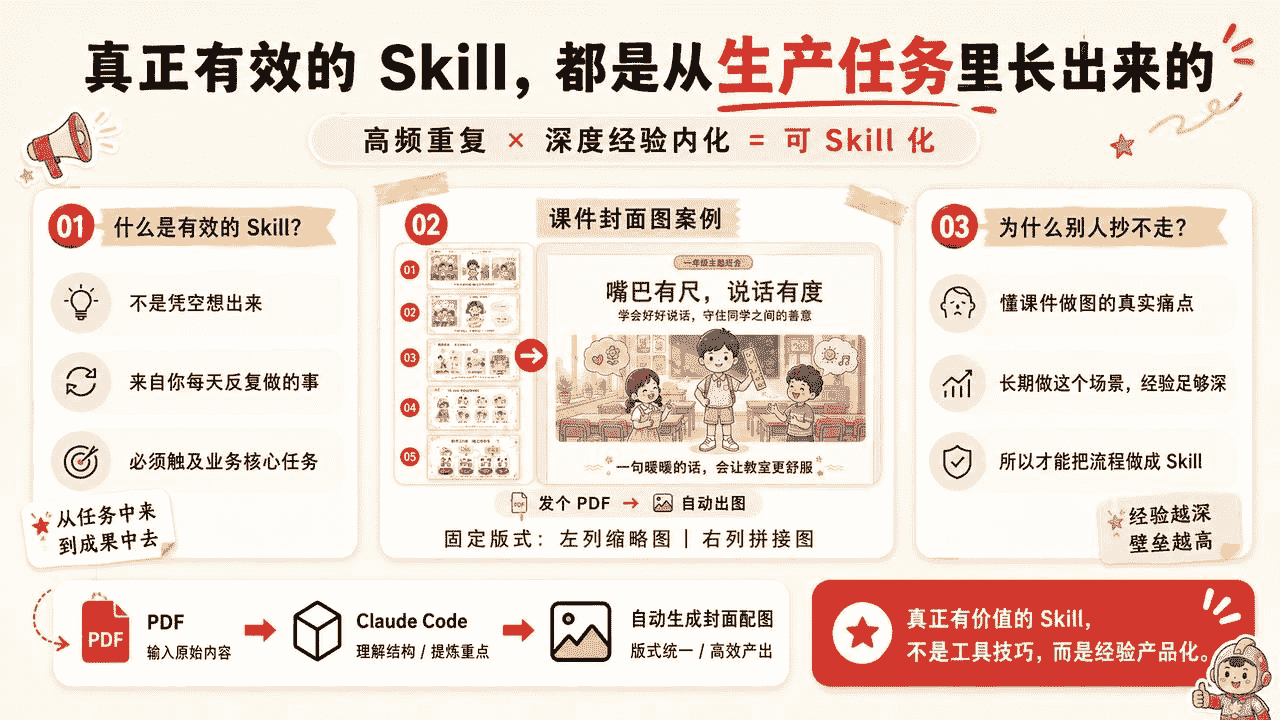 真正有效的 Skill，都是从生产任务里长出来的
高频重复 × 深度经验内化 = 可 Skill 化
01 什么是有效的 Skill？
不是凭空想出来
来自你每天反复做的事
必须触及业务核心任务
从任务中来
到成果中去
02 课件封面图案例
01
02
03
04
05
一年级主题班会
嘴巴有尺，说话有度
学会好好说话，守住同学之间的善意
一句暖暖的话，会让教室更舒服
PDF 发个 PDF → 自动出图
固定版式：左列缩略图｜右列拼接图
03 为什么别人抄不走？
懂课件做图的真实痛点
长期做这个场景，经验足够深
所以才能把流程做成 Skill
经验越深
壁垒越高
PDF
PDF
输入原始内容
Claude Code
理解结构 / 提炼重点
自动生成封面配图
版式统一 / 高效产出
真正有价值的 Skill，
不是工具技巧，而是经验产品化。